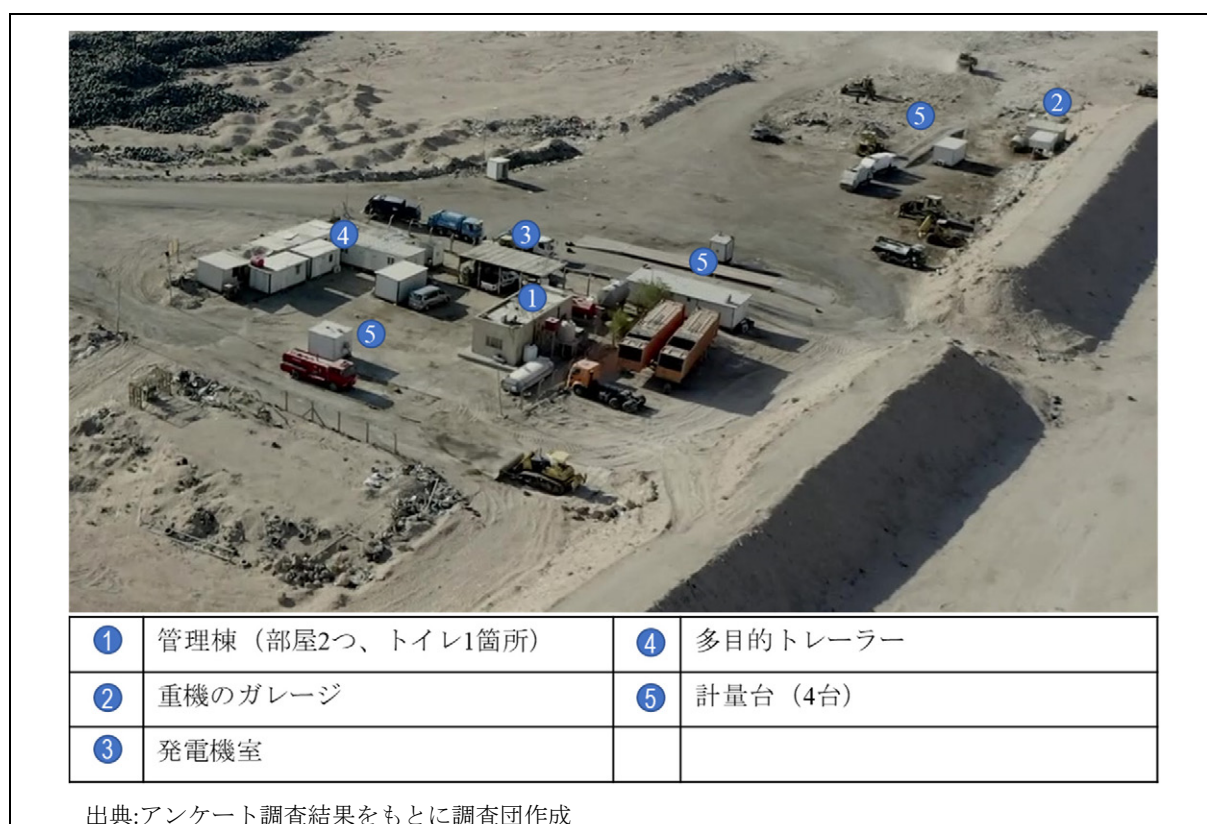 2
5
4
3
5
1
5
1 管理棟（部屋2つ、トイレ1箇所） 4 多目的トレーラー
2 重機のガレージ 5 計量台（4台）
3 発電機室
出典:アンケート調査結果をもとに調査団作成